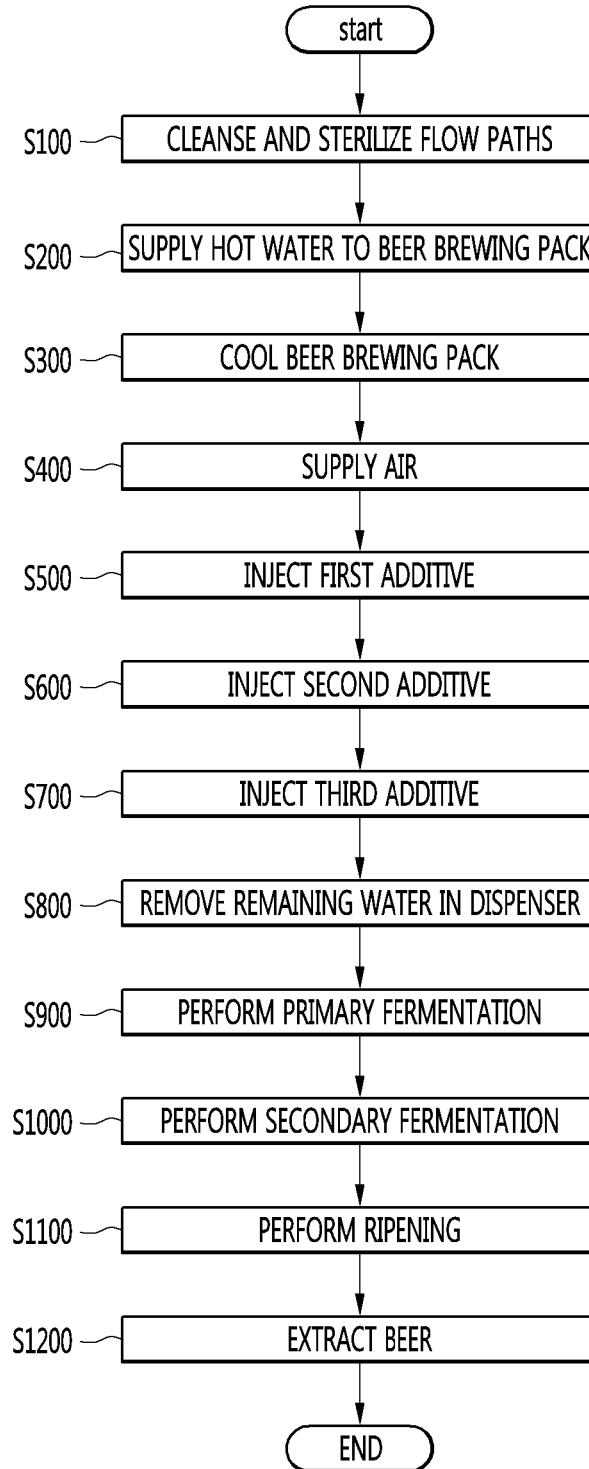 start
S100 CLEANSE AND STERILIZE FLOW PATHS
S200 SUPPLY HOT WATER TO BEER BREWING PACK
S300 COOL BEER BREWING PACK
S400 SUPPLY AIR
S500 INJECT FIRST ADDITIVE
S600 INJECT SECOND ADDITIVE
S700 INJECT THIRD ADDITIVE
S800 REMOVE REMAINING WATER IN DISPENSER
S900 PERFORM PRIMARY FERMENTATION
S1000 PERFORM SECONDARY FERMENTATION
S1100 PERFORM RIPENING
S1200 EXTRACT BEER
END